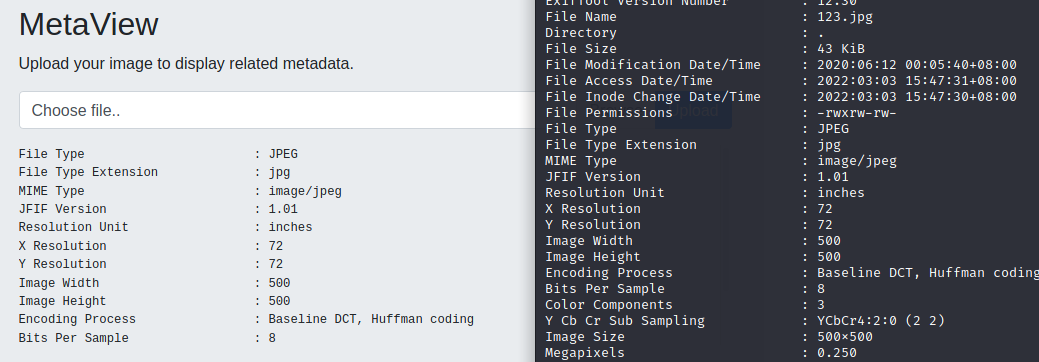 MetaView
Upload your image to display related metadata.
Choose file..
File Type : JPEG
File Type Extension : jpg
MIME Type : image/jpeg
JFIF Version : 1.01
Resolution Unit : inches
X Resolution : 72
Y Resolution : 72
Image Width : 500
Image Height : 500
Encoding Process : Baseline DCT, Huffman coding
Bits Per Sample : 8
ExifTool Version Number : 12.30
File Name : 123.jpg
Directory : .
File Size : 43 KiB
File Modification Date/Time : 2020:06:12 00:05:40+08:00
File Access Date/Time : 2022:03:03 15:47:31+08:00
File Inode Change Date/Time : 2022:03:03 15:47:30+08:00
File Permissions : -rwxrw-rw-
File Type : JPEG
File Type Extension : jpg
MIME Type : image/jpeg
JFIF Version : 1.01
Resolution Unit : inches
X Resolution : 72
Y Resolution : 72
Image Width : 500
Image Height : 500
Encoding Process : Baseline DCT, Huffman coding
Bits Per Sample : 8
Color Components : 3
Y Cb Cr Sub Sampling : YCbCr4:2:0 (2 2)
Image Size : 500×500
Megapixels : 0.250